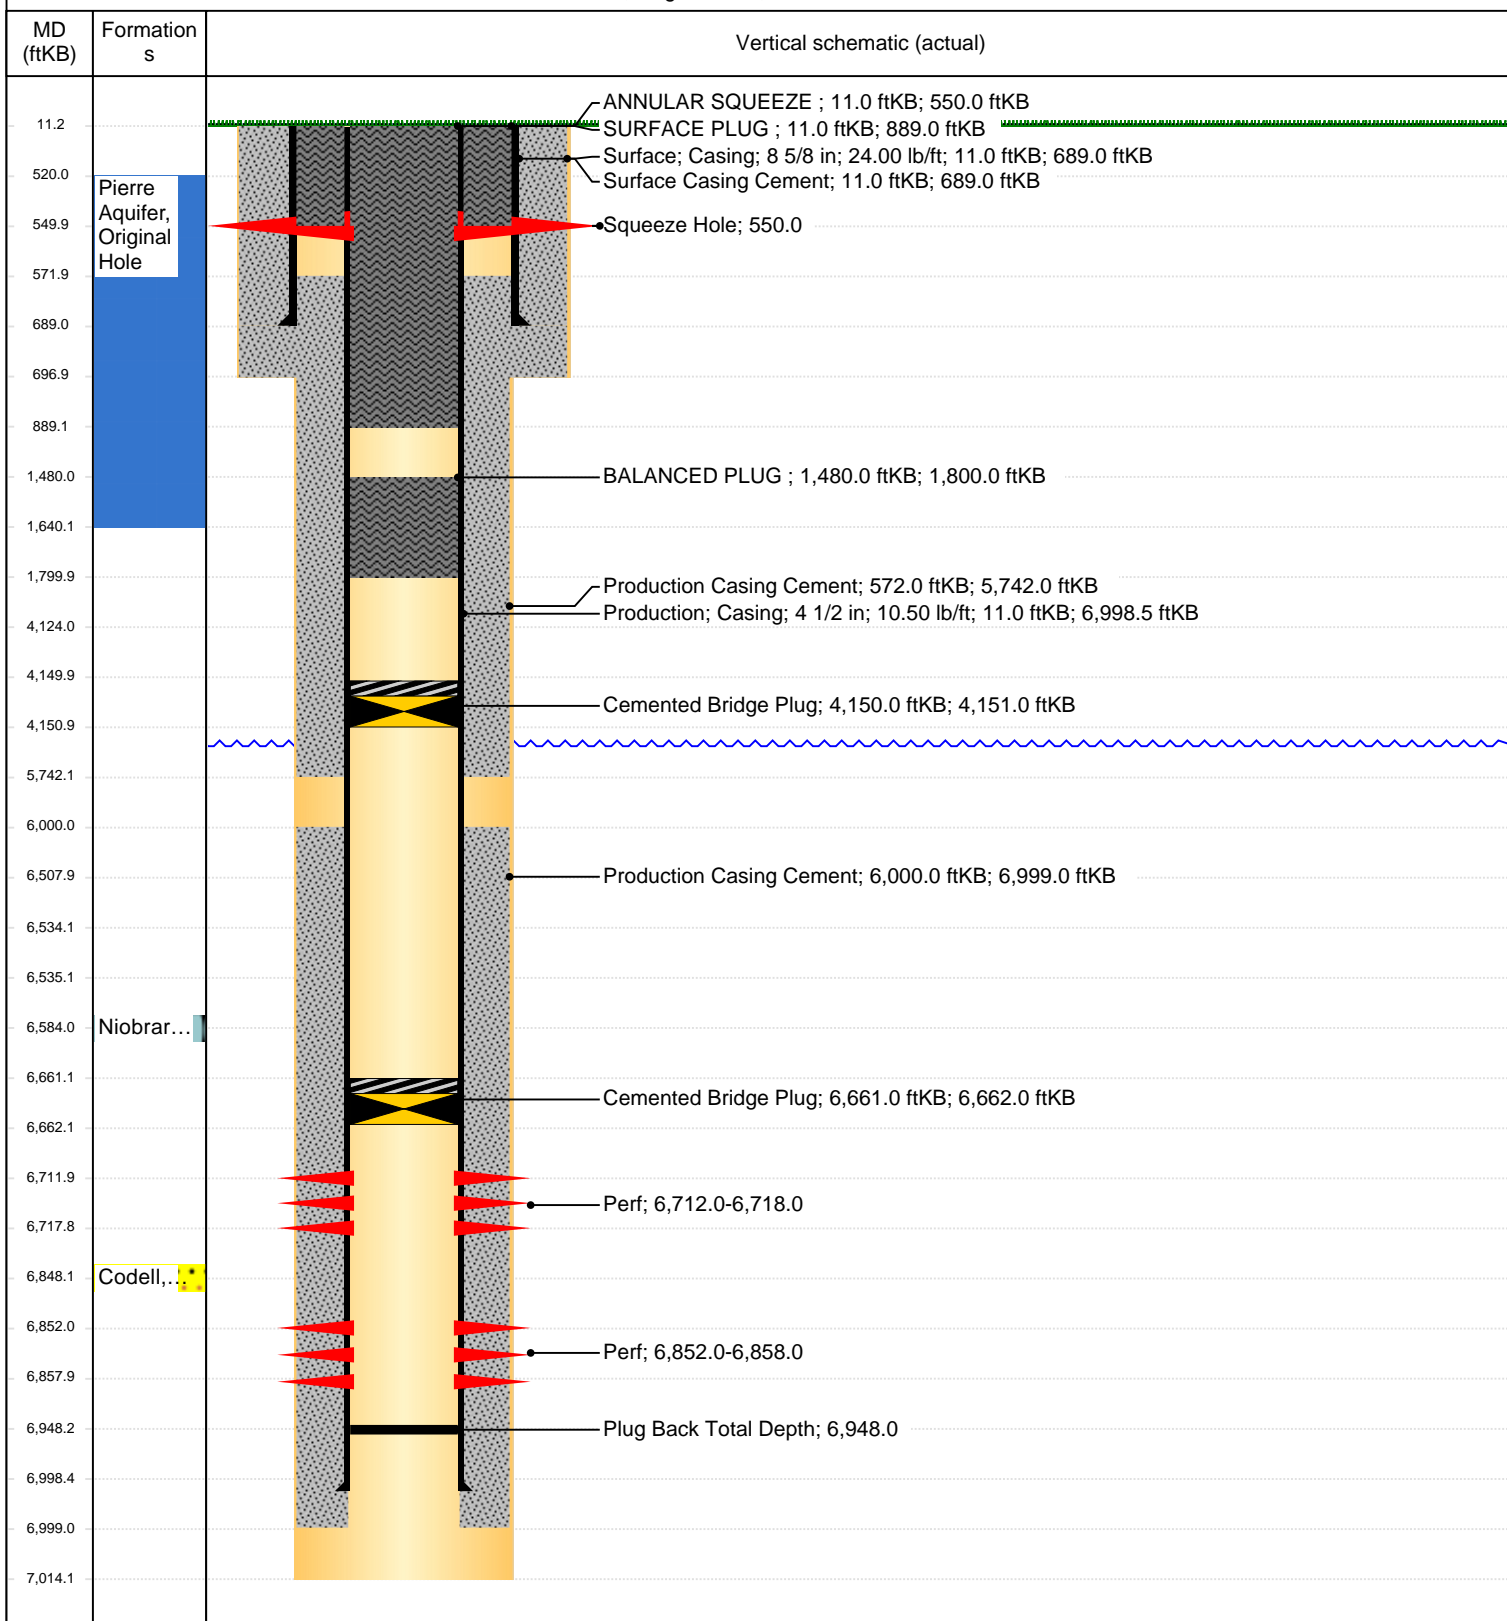 MD
(ftKB)
Formation
s
Vertical schematic (actual)
11.2
520.0
549.9
571.9
689.0
696.9
889.1
1,480.0
1,640.1
1,799.9
4,124.0
4,149.9
4,150.9
5,742.1
6,000.0
6,507.9
6,534.1
6,535.1
6,584.0
6,661.1
6,662.1
6,711.9
6,717.8
6,848.1
6,852.0
6,857.9
6,948.2
6,998.4
6,999.0
7,014.1
Pierre
Aquifer,
Original
Hole
Niobrar…
Codell,…
ANNULAR SQUEEZE ; 11.0 ftKB; 550.0 ftKB
SURFACE PLUG ; 11.0 ftKB; 889.0 ftKB
Surface; Casing; 8 5/8 in; 24.00 lb/ft; 11.0 ftKB; 689.0 ftKB
Surface Casing Cement; 11.0 ftKB; 689.0 ftKB
Squeeze Hole; 550.0
BALANCED PLUG ; 1,480.0 ftKB; 1,800.0 ftKB
Production Casing Cement; 572.0 ftKB; 5,742.0 ftKB
Production; Casing; 4 1/2 in; 10.50 lb/ft; 11.0 ftKB; 6,998.5 ftKB
Cemented Bridge Plug; 4,150.0 ftKB; 4,151.0 ftKB
Production Casing Cement; 6,000.0 ftKB; 6,999.0 ftKB
Cemented Bridge Plug; 6,661.0 ftKB; 6,662.0 ftKB
Perf; 6,712.0-6,718.0
Perf; 6,852.0-6,858.0
Plug Back Total Depth; 6,948.0